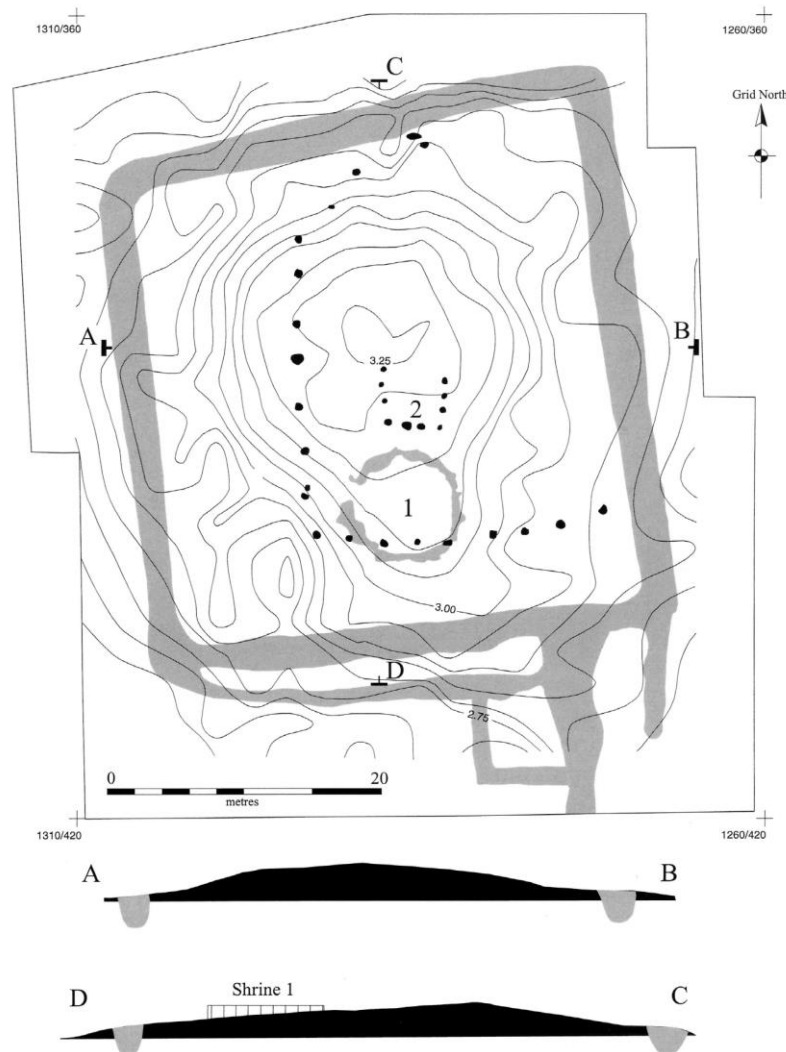 1310/360
1260/360
C
Grid North
A
B
3.25
2
1
3.00
D
2.75
0 20
metres
1310/420
1260/420
A B
Shrine 1
D C